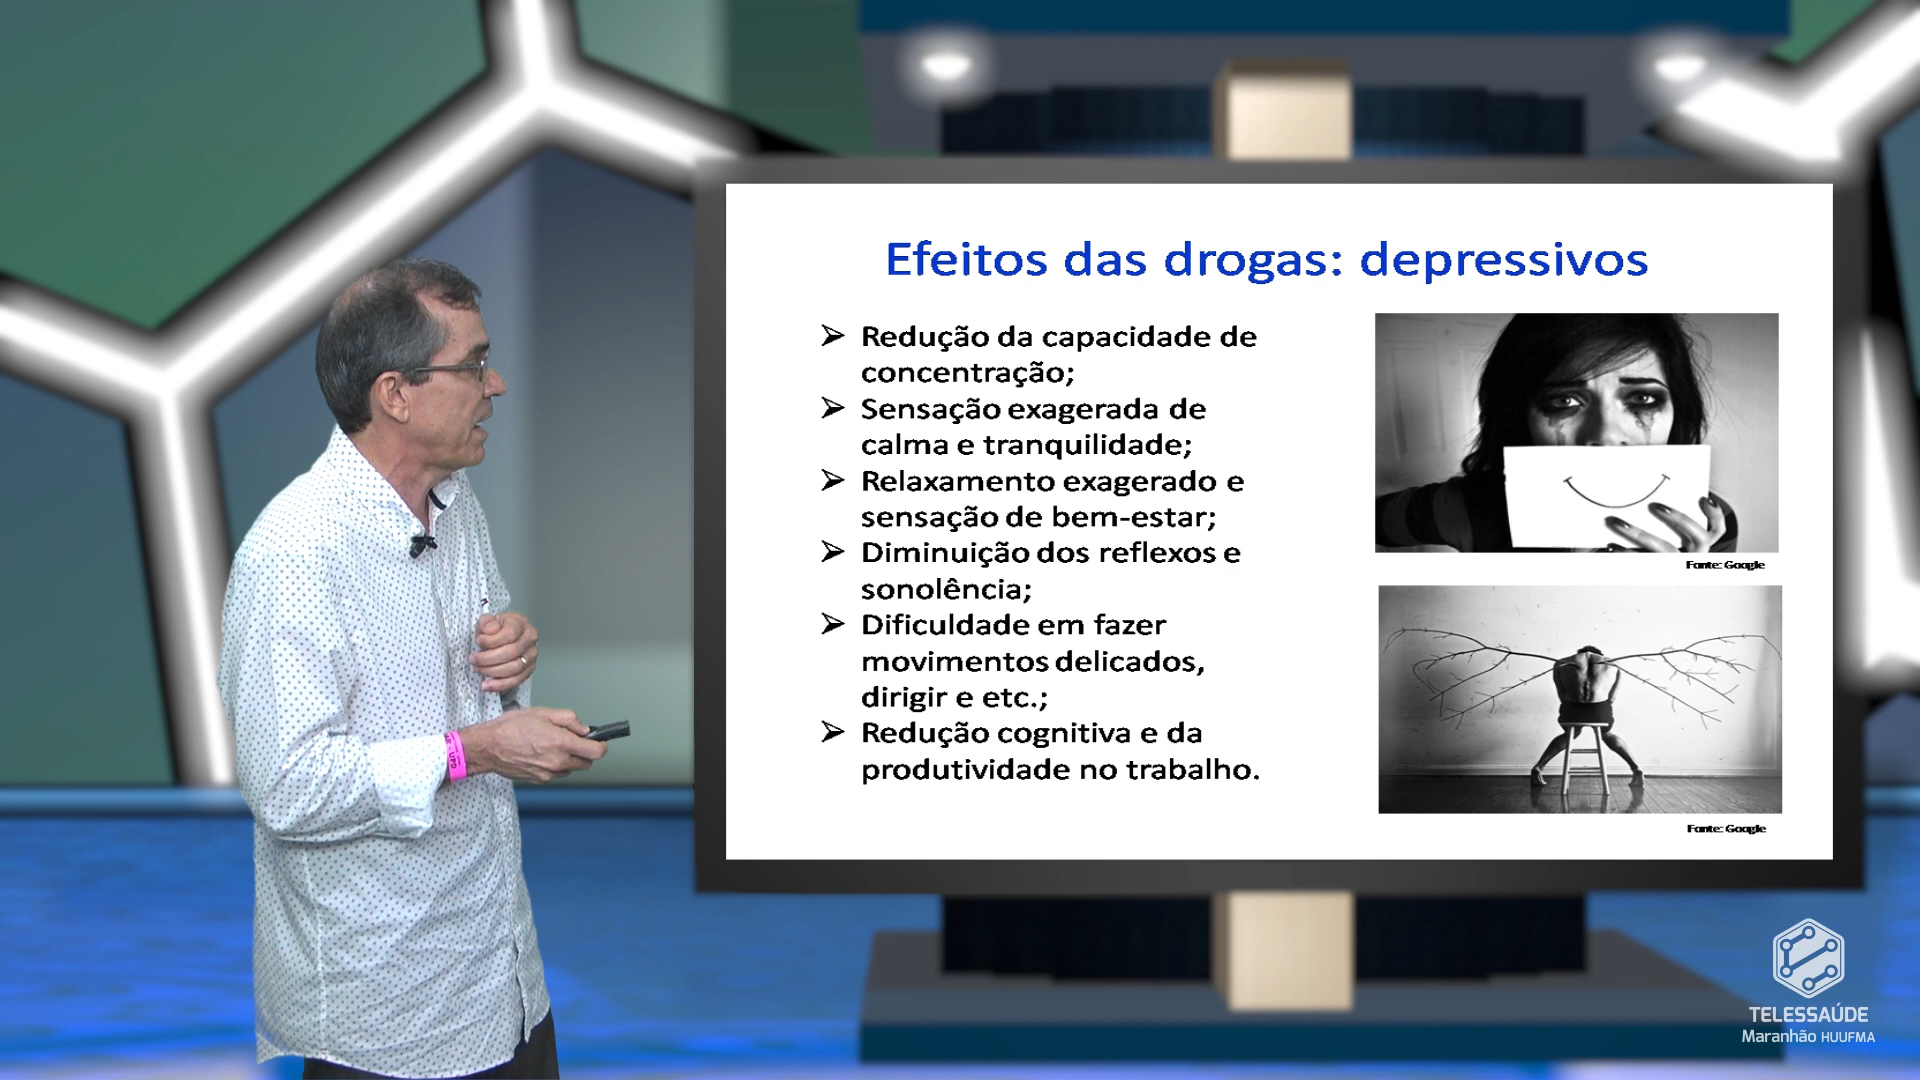 Efeitos das drogas: depressivos
➢ Redução da capacidade de
concentração;
➢ Sensação exagerada de
calma e tranquilidade;
➢ Relaxamento exagerado e
sensação de bem-estar;
➢ Diminuição dos reflexos e
sonolência;
➢ Dificuldade em fazer
movimentos delicados,
dirigir e etc.;
➢ Redução cognitiva e da
produtividade no trabalho.
Fonte: Google
Fonte: Google
TELESSAÚDE
Maranhão HUUFMA